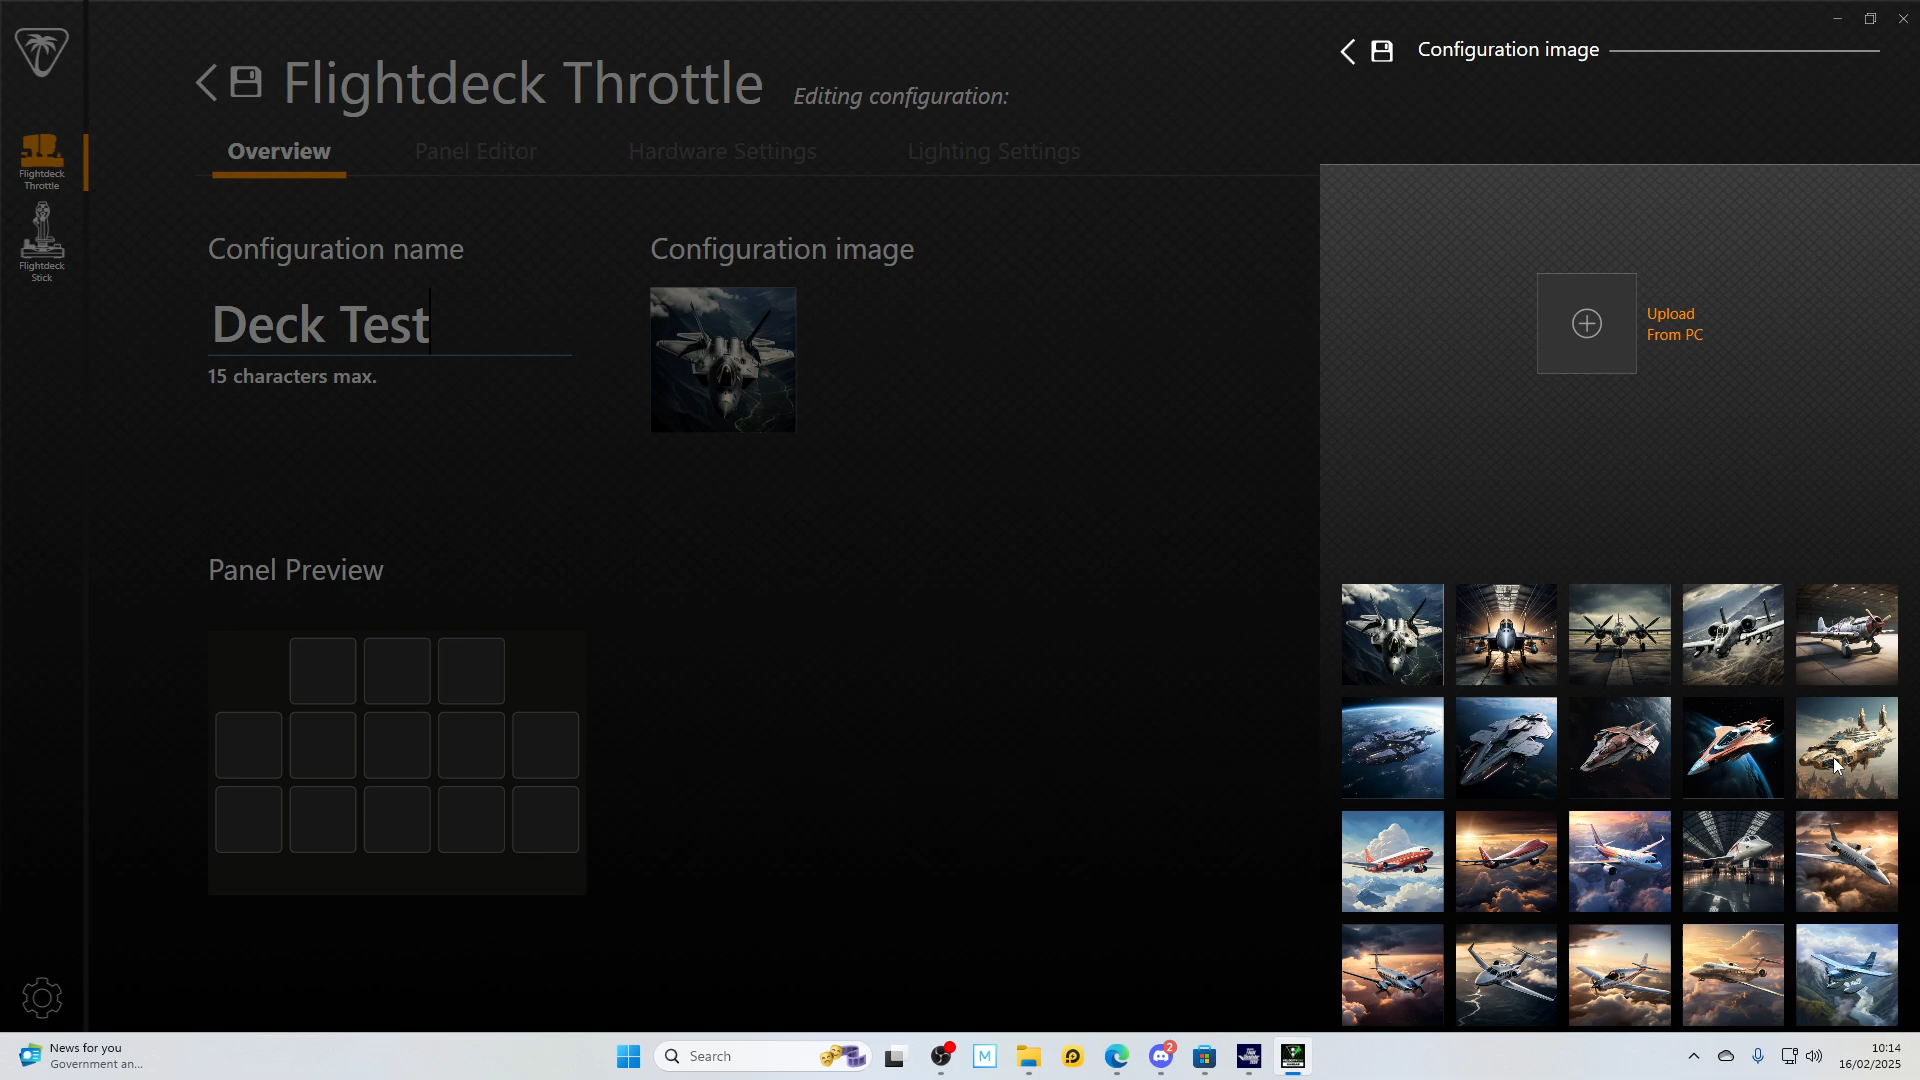 Flightdeck Throttle
Editing configuration:
Configuration image
Overview
Panel Editor
Hardware Settings
Lighting Settings
Flightdeck
Throttle
Flightdeck
Stick
Configuration name
Configuration image
Deck Test
15 characters max.
Upload
From PC
Panel Preview
News for you
Government an...
Search
M
2
10:14
16/02/2025